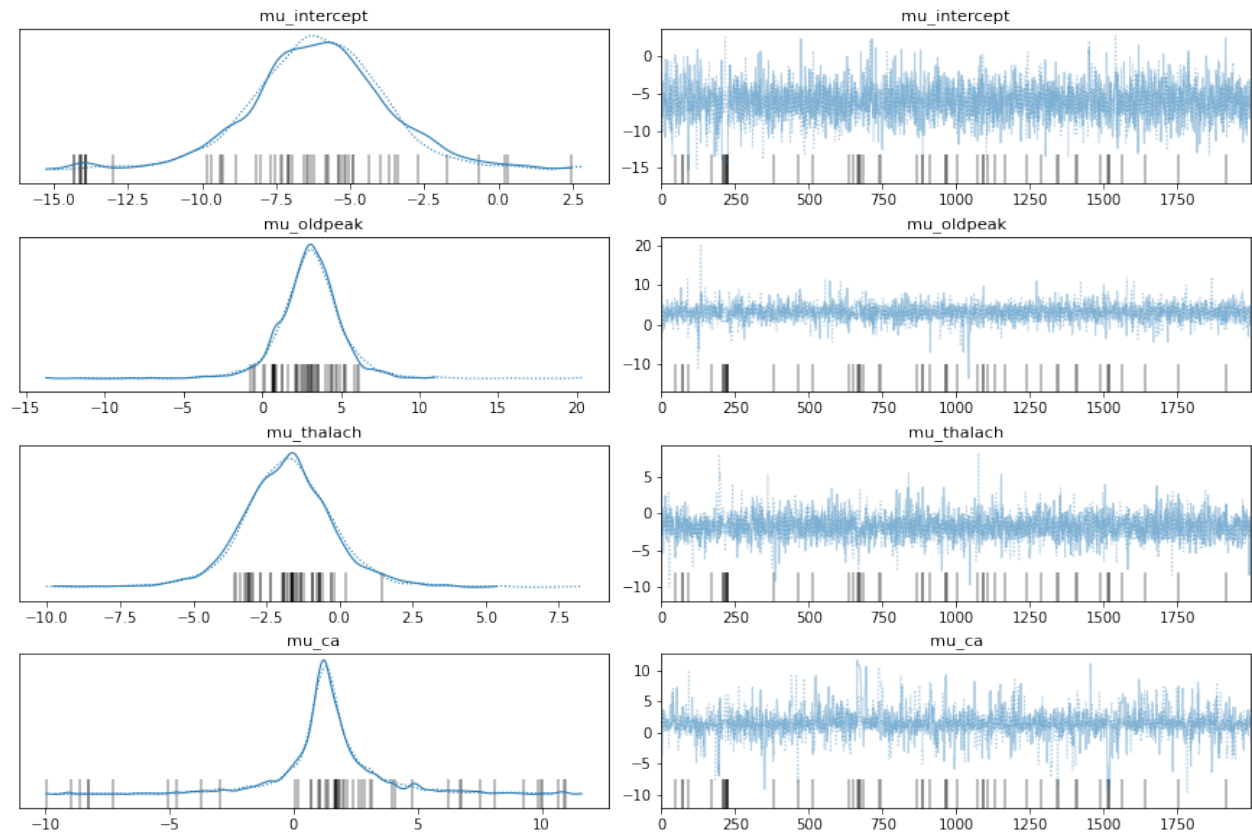 mu_intercept mu_intercept
0
−5
−10
−15
−15.0 −12.5 −10.0 −7.5 −5.0 −2.5 0.0 2.5 0 250 500 750 1000 1250 1500 1750
mu_oldpeak mu_oldpeak
20
10
0
−10
−15 −10 −5 0 5 10 15 20 0 250 500 750 1000 1250 1500 1750
mu_thalach mu_thalach
5
0
−5
−10
−10.0 −7.5 −5.0 −2.5 0.0 2.5 5.0 7.5 0 250 500 750 1000 1250 1500 1750
mu_ca mu_ca
10
5
0
−5
−10
−10 −5 0 5 10 0 250 500 750 1000 1250 1500 1750